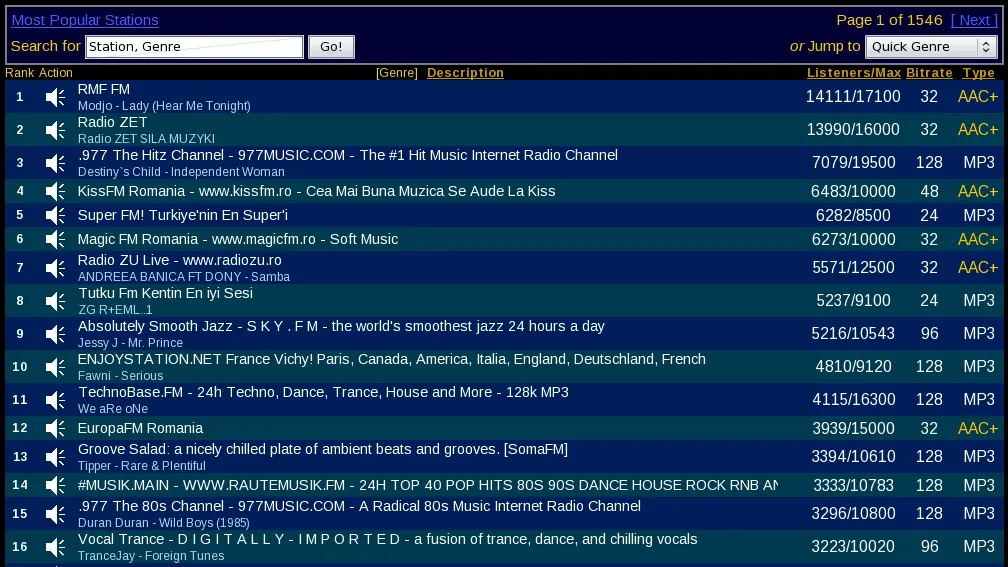 Most Popular Stations Page 1 of 1546 [ Next ]
Search for Station, Genre Go! or Jump to Quick Genre
Rank Action [Genre] Description Listeners/Max Bitrate Type
1 RMF FM 14111/17100 32 AAC+
Modjo - Lady (Hear Me Tonight)
2 Radio ZET 13990/16000 32 AAC+
Radio ZET SILA MUZYKI
3 .977 The Hitz Channel - 977MUSIC.COM - The #1 Hit Music Internet Radio Channel 7079/19500 128 MP3
Destiny`s Child - Independent Woman
4 KissFM Romania - www.kissfm.ro - Cea Mai Buna Muzica Se Aude La Kiss 6483/10000 48 AAC+
5 Super FM! Turkiye'nin En Super'i 6282/8500 24 MP3
6 Magic FM Romania - www.magicfm.ro - Soft Music 6273/10000 32 AAC+
7 Radio ZU Live - www.radiozu.ro 5571/12500 32 AAC+
ANDREEA BANICA FT DONY - Samba
8 Tutku Fm Kentin En iyi Sesi 5237/9100 24 MP3
ZG R+EML..1
9 Absolutely Smooth Jazz - S K Y . F M - the world's smoothest jazz 24 hours a day 5216/10543 96 MP3
Jessy J - Mr. Prince
10 ENJOYSTATION.NET France Vichy! Paris, Canada, America, Italia, England, Deutschland, French 4810/9120 128 MP3
Fawni - Serious
11 TechnoBase.FM - 24h Techno, Dance, Trance, House and More - 128k MP3 4115/16300 128 MP3
We aRe oNe
12 EuropaFM Romania 3939/15000 32 AAC+
13 Groove Salad: a nicely chilled plate of ambient beats and grooves. [SomaFM] 3394/10610 128 MP3
Tipper - Rare & Plentiful
14 #MUSIK.MAIN - WWW.RAUTEMUSIK.FM - 24H TOP 40 POP HITS 80S 90S DANCE HOUSE ROCK RNB AN 3333/10783 128 MP3
15 .977 The 80s Channel - 977MUSIC.COM - A Radical 80s Music Internet Radio Channel 3296/10800 128 MP3
Duran Duran - Wild Boys (1985)
16 Vocal Trance - D I G I T A L L Y - I M P O R T E D - a fusion of trance, dance, and chilling vocals 3223/10020 96 MP3
TranceJay - Foreign Tunes